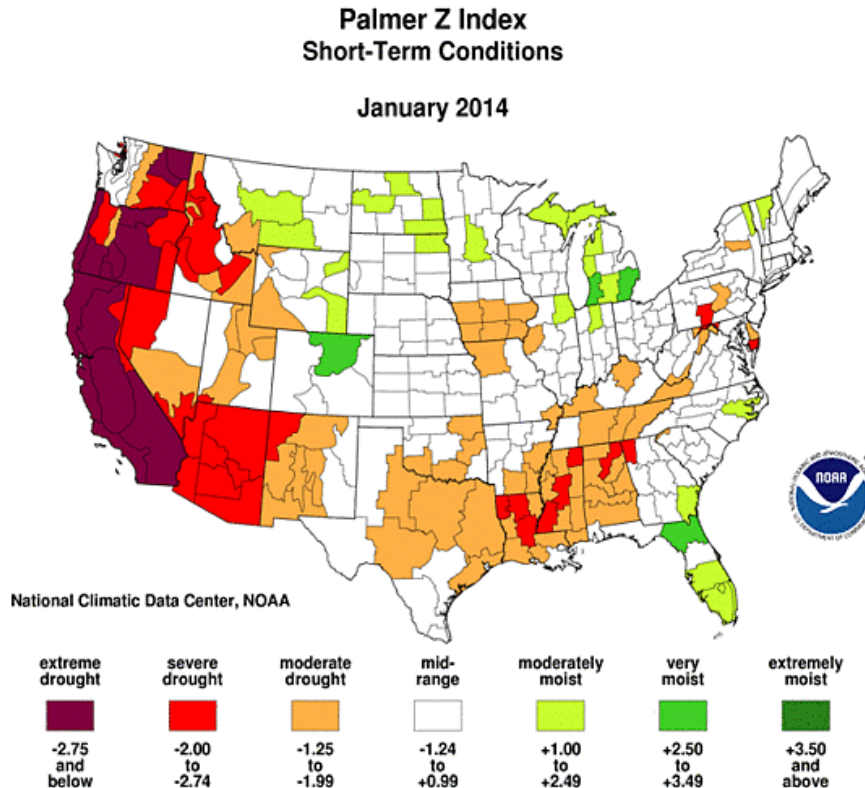 Palmer Z Index
Short-Term Conditions
January 2014
NOAA
National Climatic Data Center, NOAA
extreme drought
severe drought
moderate drought
mid-range
moderately moist
very moist
extremely moist
-2.75 and below
-2.00 to -2.74
-1.25 to -1.99
-1.24 to +0.99
+1.00 to +2.49
+2.50 to +3.49
+3.50 and above